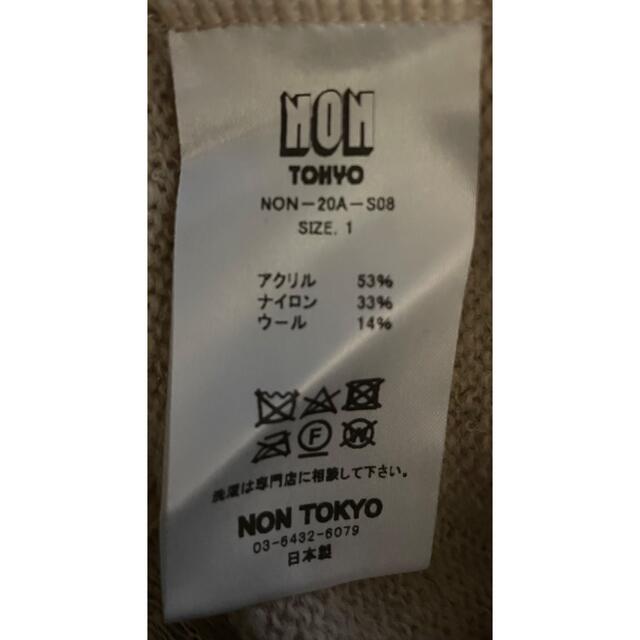 NON
TOKYO
NON-20A-S08
SIZE. 1
アクリル 53%
ナイロン 33%
ウール 14%
F W
洗濯は専門店に相談して下さい。
NON TOKYO
03-6432-6079
日本製